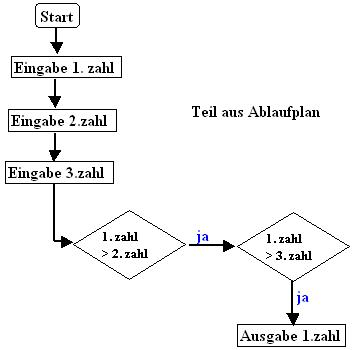 Start
Eingabe 1. zahl
Eingabe 2.zahl
Teil aus Ablaufplan
Eingabe 3.zahl
1.zahl
> 2.zahl
ja
1.zahl
> 3.zahl
ja
Ausgabe 1.zahl